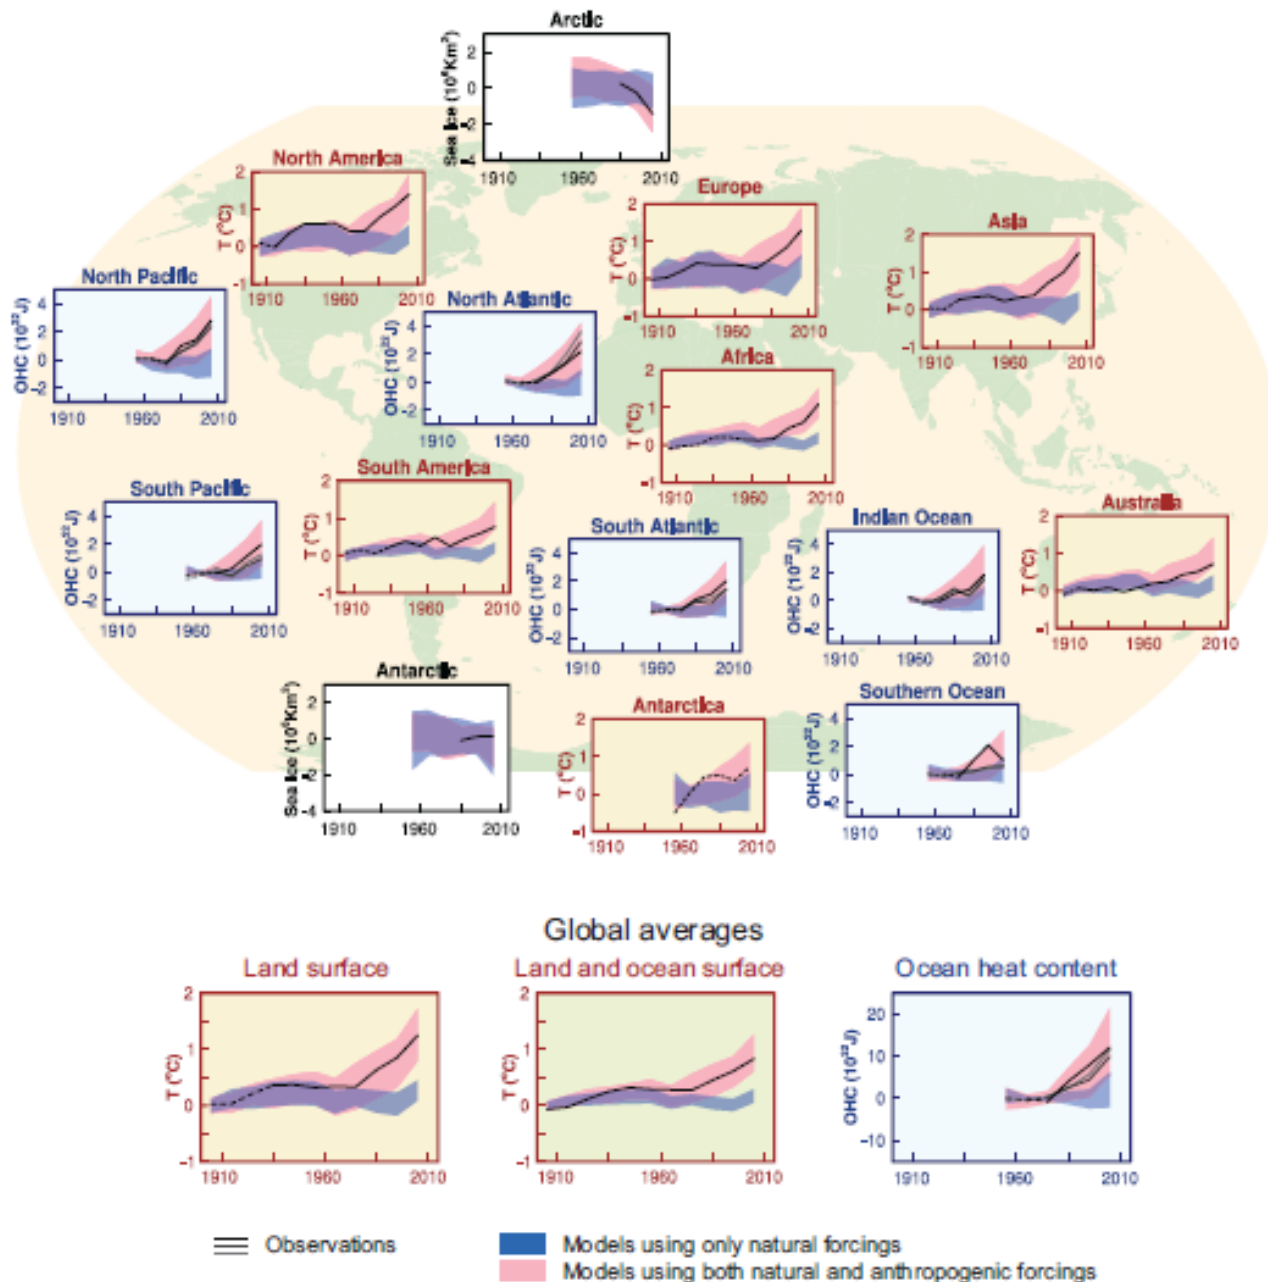 Arctic
Sea Ice (10⁶Km²)
2
0
-2
-4
1910 1960 2010
North America
T (°C)
2
1
0
-1
1910 1960 2010
Europe
T (°C)
2
1
0
-1
1910 1960 2010
Asia
T (°C)
2
1
0
-1
1910 1960 2010
North Pacific
OHC (10²²J)
4
2
0
-2
1910 1960 2010
North Atlantic
OHC (10²²J)
4
2
0
-2
1910 1960 2010
Africa
T (°C)
2
1
0
-1
1910 1960 2010
South Pacific
OHC (10²²J)
4
2
0
-2
1910 1960 2010
South America
T (°C)
2
1
0
-1
1910 1960 2010
South Atlantic
OHC (10²²J)
4
2
0
-2
1910 1960 2010
Indian Ocean
OHC (10²²J)
4
2
0
-2
1910 1960 2010
Australia
T (°C)
2
1
0
-1
1910 1960 2010
Antarctic
Sea Ice (10⁶Km²)
2
0
-2
-4
1910 1960 2010
Antarctica
T (°C)
2
1
0
-1
1910 1960 2010
Southern Ocean
OHC (10²²J)
4
2
0
-2
1910 1960 2010
Global averages
Land surface
T (°C)
2
1
0
-1
1910 1960 2010
Land and ocean surface
T (°C)
2
1
0
-1
1910 1960 2010
Ocean heat content
OHC (10²²J)
20
10
0
-10
1910 1960 2010
Observations
Models using only natural forcings
Models using both natural and anthropogenic forcings